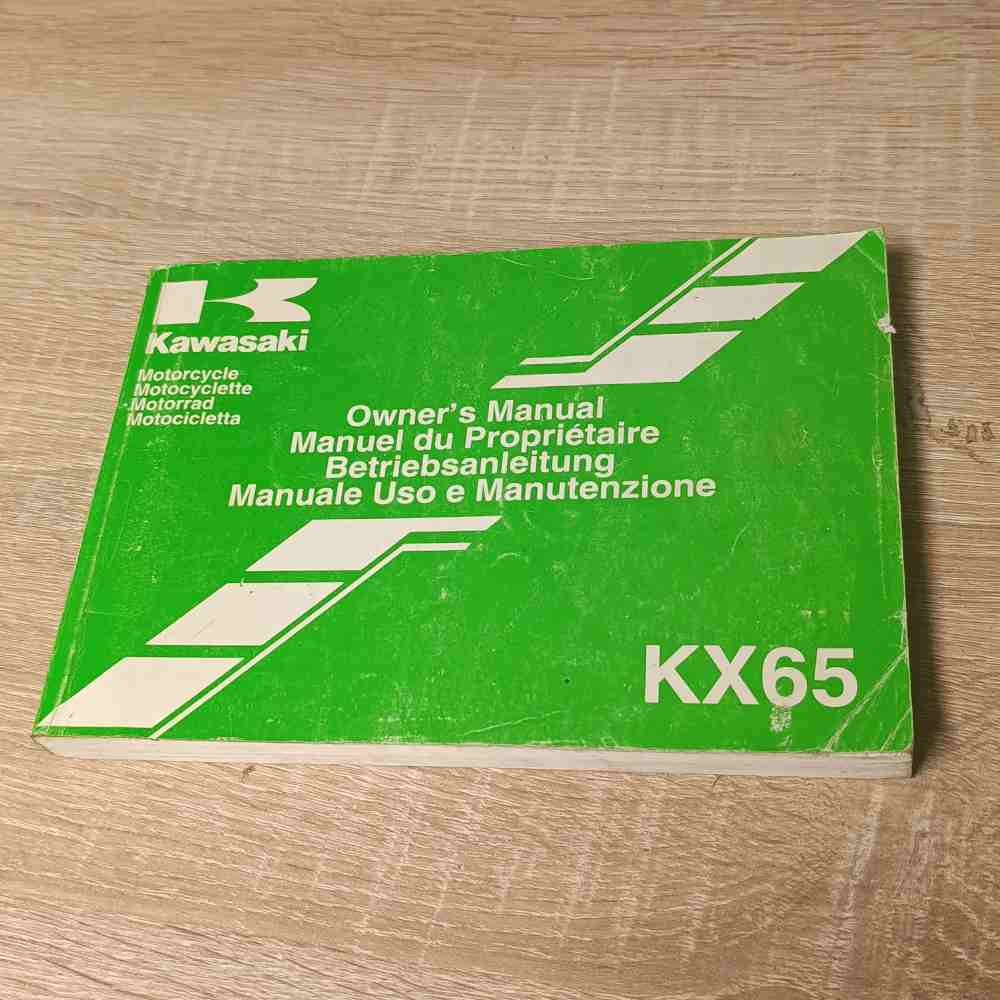 Kawasaki
Motorcycle
Motocyclette
Motorrad
Motocicletta
Owner's Manual
Manuel du Propriétaire
Betriebsanleitung
Manuale Uso e Manutenzione
KX65